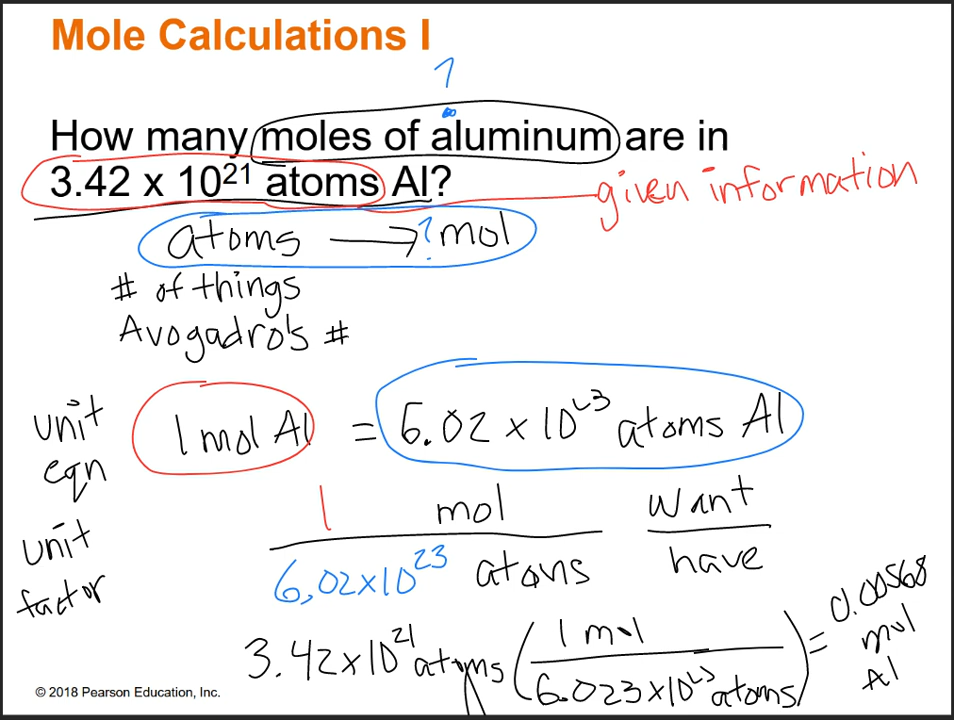 Mole Calculations I
?
How many moles of aluminum are in
3.42 x 10²¹ atoms Al?
given information
atoms → ? mol
# of things
Avogadro's #
unit eqn
1 mol Al = 6.02 x 10²³ atoms Al
unit factor
1 mol
6.02x10²³ atoms
want
have
3.42x10²¹ atoms (1 mol / 6.023x10²³ atoms) = 0.00568 mol Al
© 2018 Pearson Education, Inc.